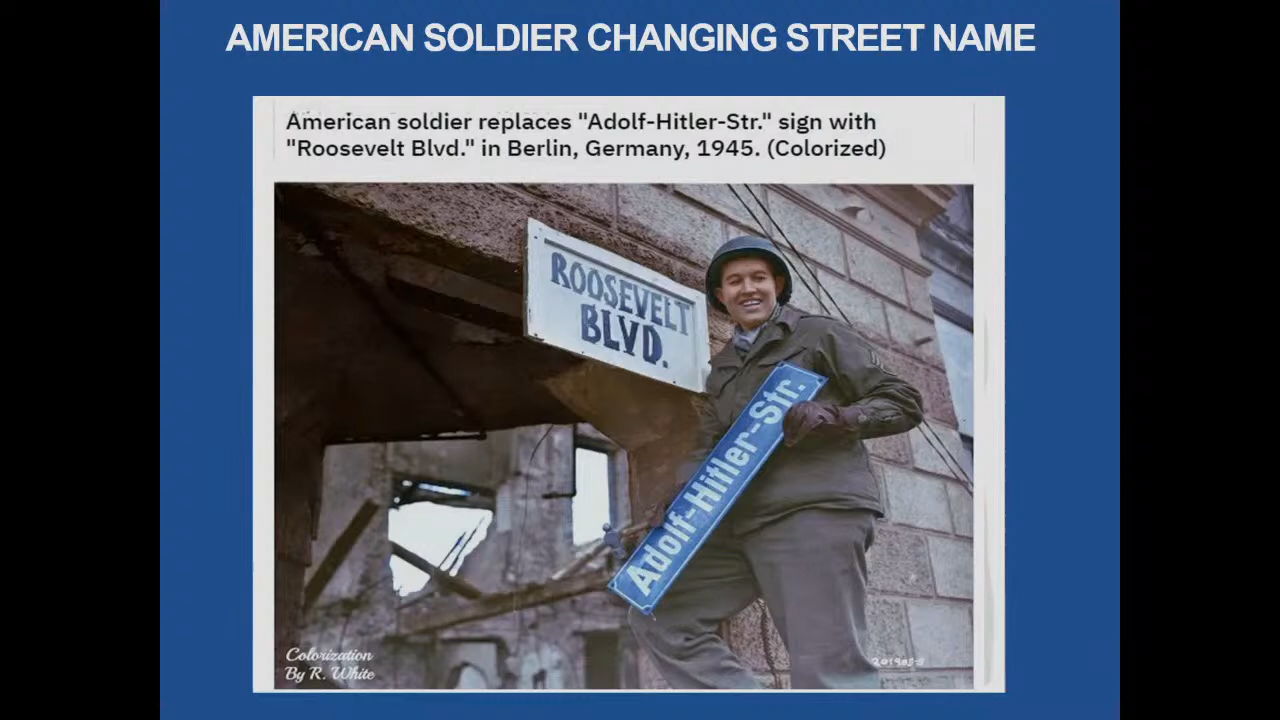 AMERICAN SOLDIER CHANGING STREET NAME
American soldier replaces "Adolf-Hitler-Str." sign with
"Roosevelt Blvd." in Berlin, Germany, 1945. (Colorized)
ROOSEVELT
BLVD.
Adolf-Hitler-Str.
Colorization
By R. White